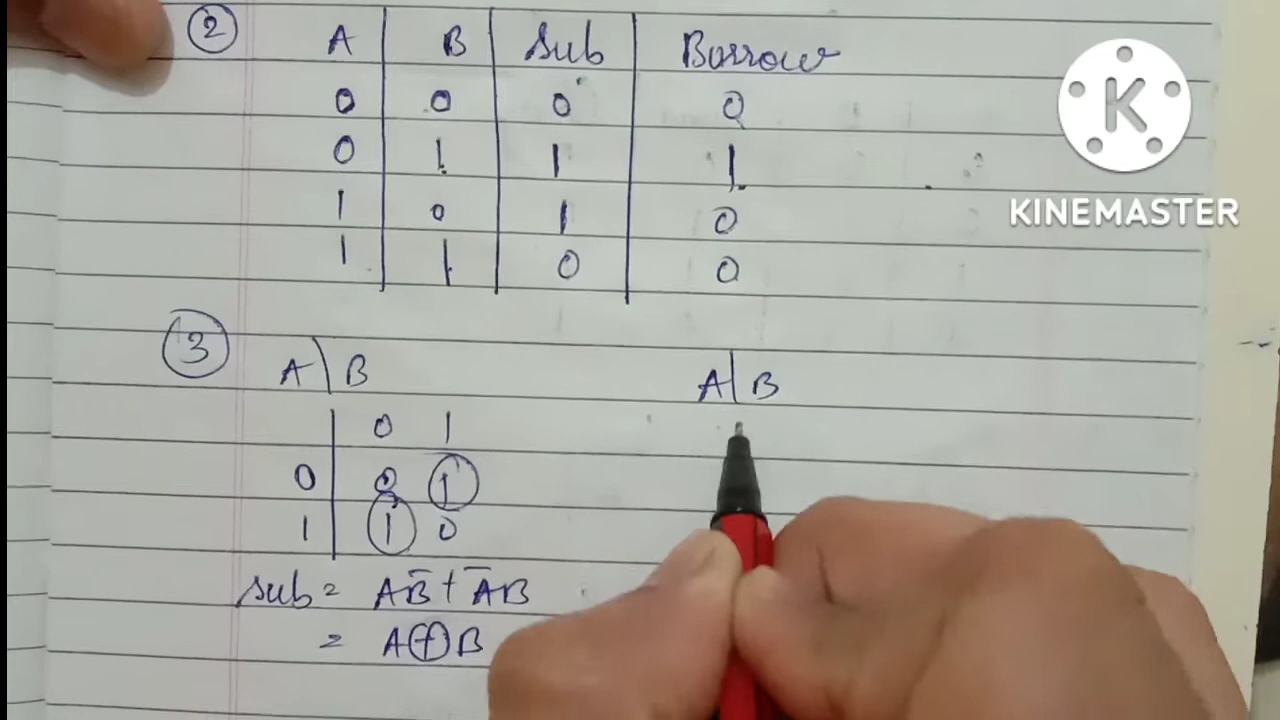 ② A B Sub Borrow
0 0 0 0
0 1 1 1
1 0 1 0
1 1 0 0
KINEMASTER
③ A\B A|B
0 1
0 0 1
1 1 0
Sub = AB̅ + A̅B
= A⊕B